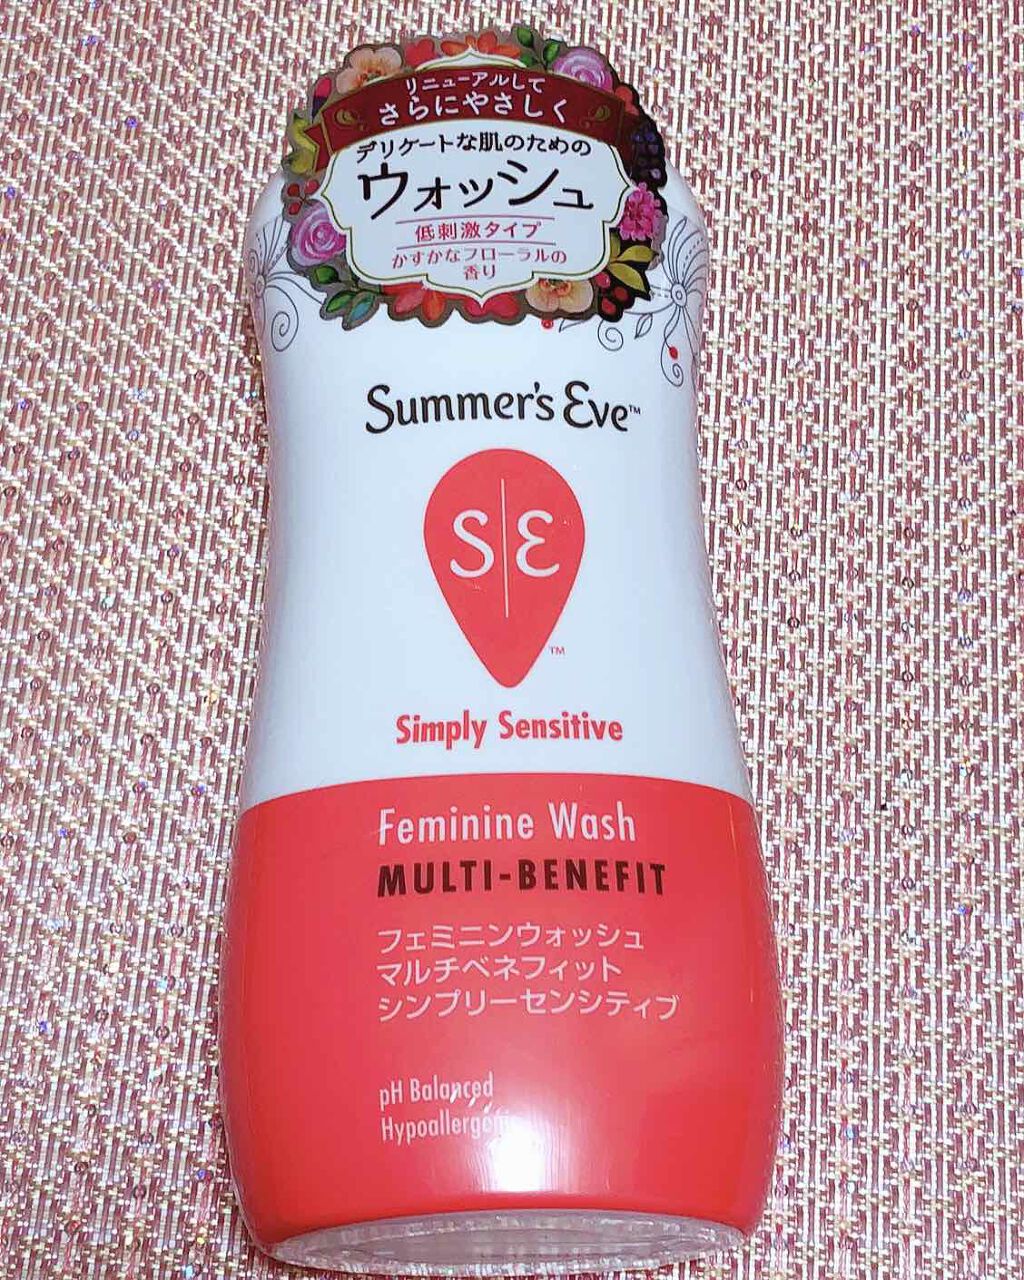 リニューアルして
さらにやさしく
デリケートな肌のための
ウォッシュ
低刺激タイプ
かすかなフローラルの
香り
Summer's Eve™
S|E
™
Simply Sensitive
Feminine Wash
MULTI-BENEFIT
フェミニンウォッシュ
マルチベネフィット
シンプリーセンシティブ
pH Balanced